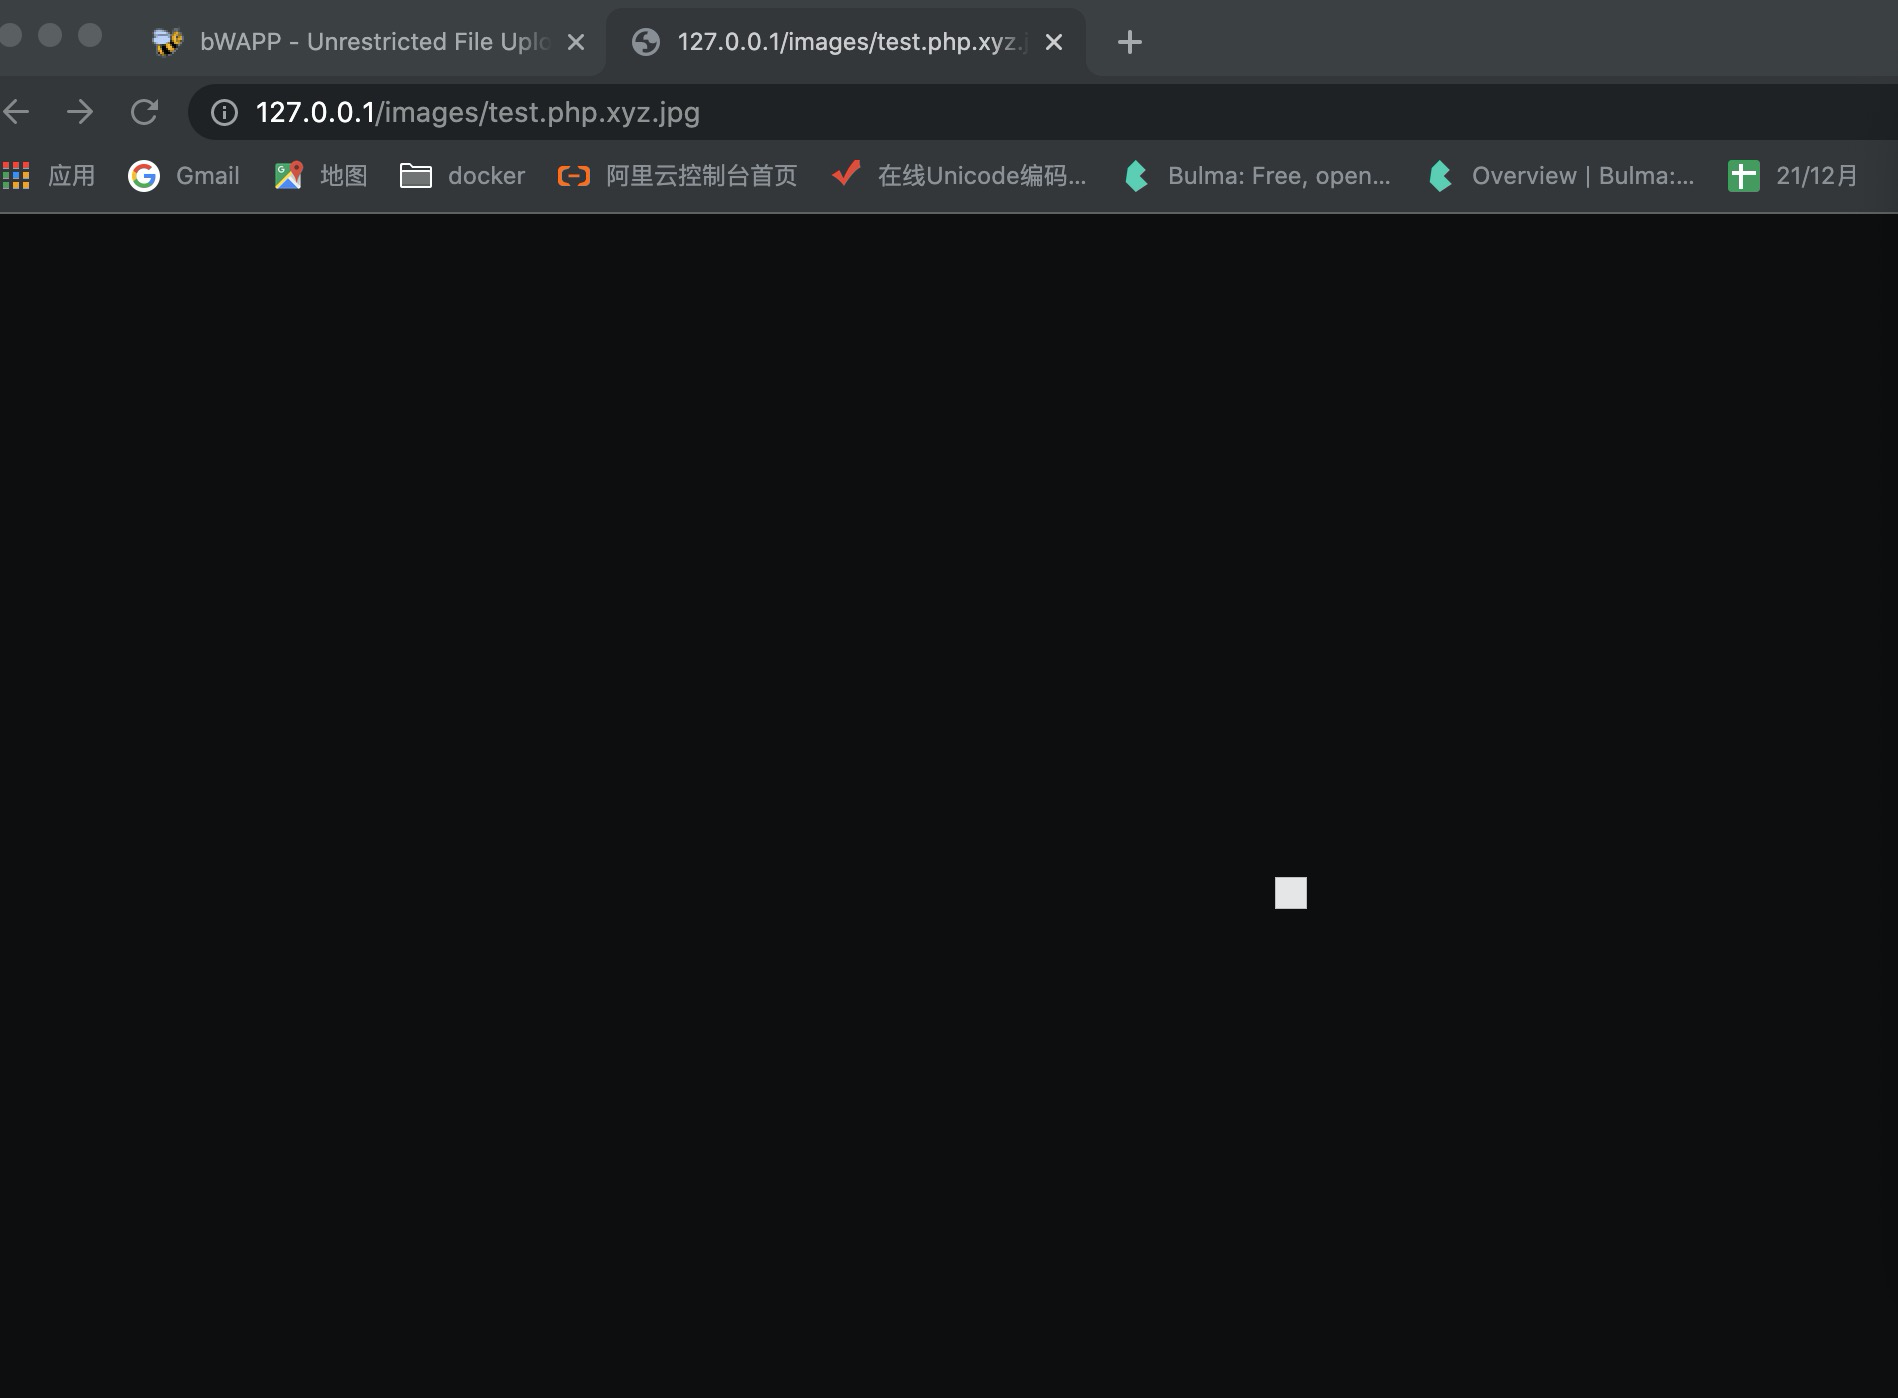 bWAPP - Unrestricted File Uplo
127.0.0.1/images/test.php.xyz.j
127.0.0.1/images/test.php.xyz.jpg
应用 Gmail 地图 docker 阿里云控制台首页 在线Unicode编码... Bulma: Free, open... Overview | Bulma:... 21/12月